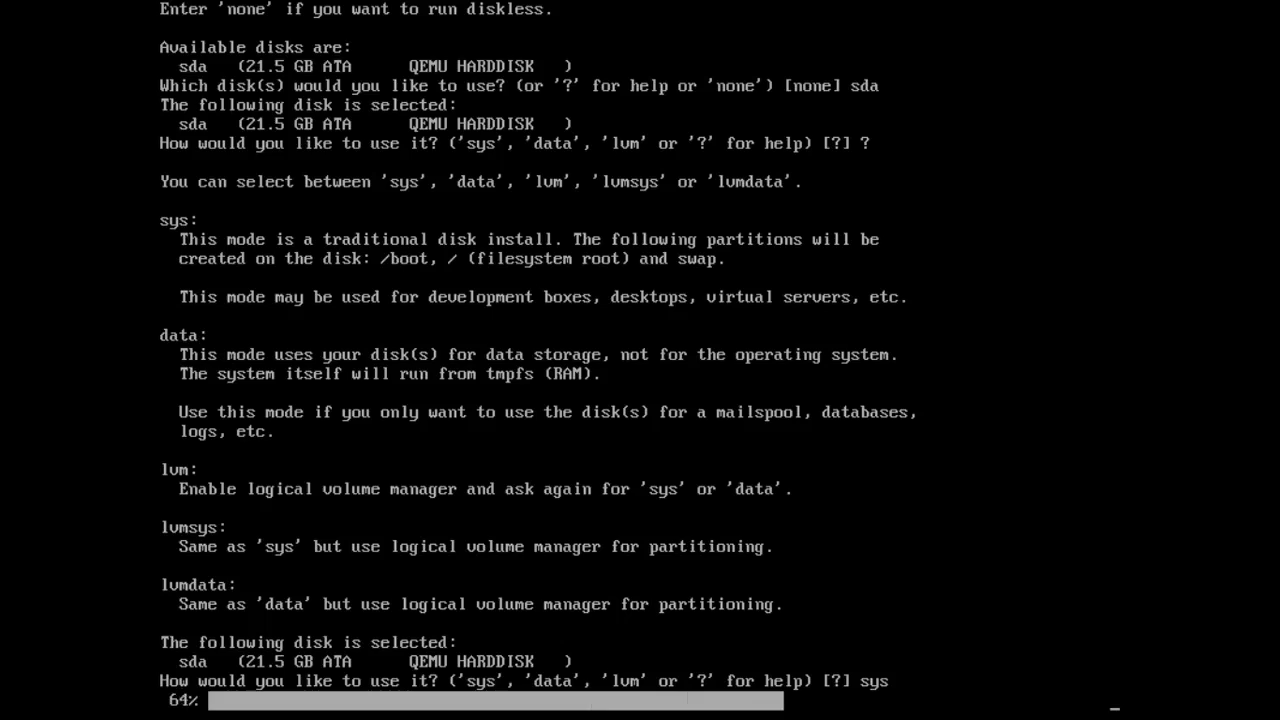 Enter 'none' if you want to run diskless.
Available disks are:
sda (21.5 GB ATA QEMU HARDDISK )
Which disk(s) would you like to use? (or '?' for help or 'none') [none] sda
The following disk is selected:
sda (21.5 GB ATA QEMU HARDDISK )
How would you like to use it? ('sys', 'data', 'lvm' or '?' for help) [?] ?
You can select between 'sys', 'data', 'lvm', 'lvmsys' or 'lvmdata'.
sys:
This mode is a traditional disk install. The following partitions will be
created on the disk: /boot, / (filesystem root) and swap.
This mode may be used for development boxes, desktops, virtual servers, etc.
data:
This mode uses your disk(s) for data storage, not for the operating system.
The system itself will run from tmpfs (RAM).
Use this mode if you only want to use the disk(s) for a mailspool, databases,
logs, etc.
lvm:
Enable logical volume manager and ask again for 'sys' or 'data'.
lvmsys:
Same as 'sys' but use logical volume manager for partitioning.
lvmdata:
Same as 'data' but use logical volume manager for partitioning.
The following disk is selected:
sda (21.5 GB ATA QEMU HARDDISK )
How would you like to use it? ('sys', 'data', 'lvm' or '?' for help) [?] sys
64%